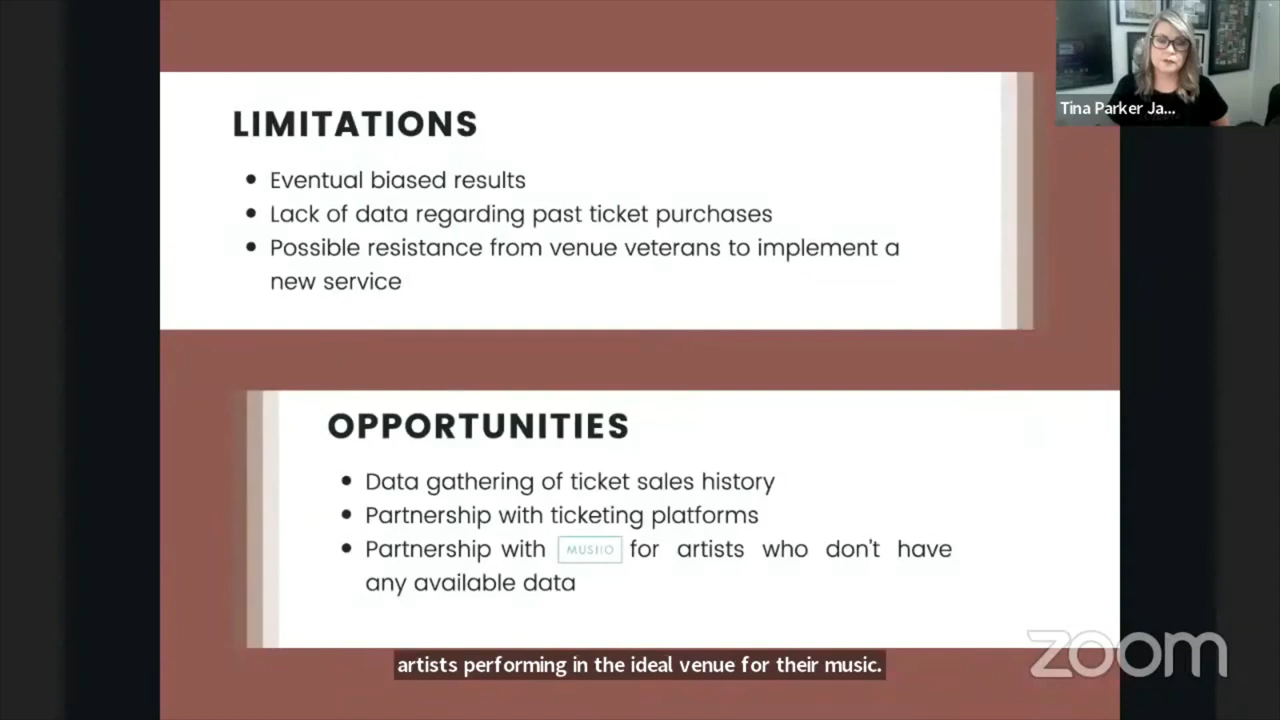 Tina Parker Ja...
LIMITATIONS
• Eventual biased results
• Lack of data regarding past ticket purchases
• Possible resistance from venue veterans to implement a
new service
OPPORTUNITIES
• Data gathering of ticket sales history
• Partnership with ticketing platforms
• Partnership with MUSIIO for artists who don't have
any available data
artists performing in the ideal venue for their music.
zoom